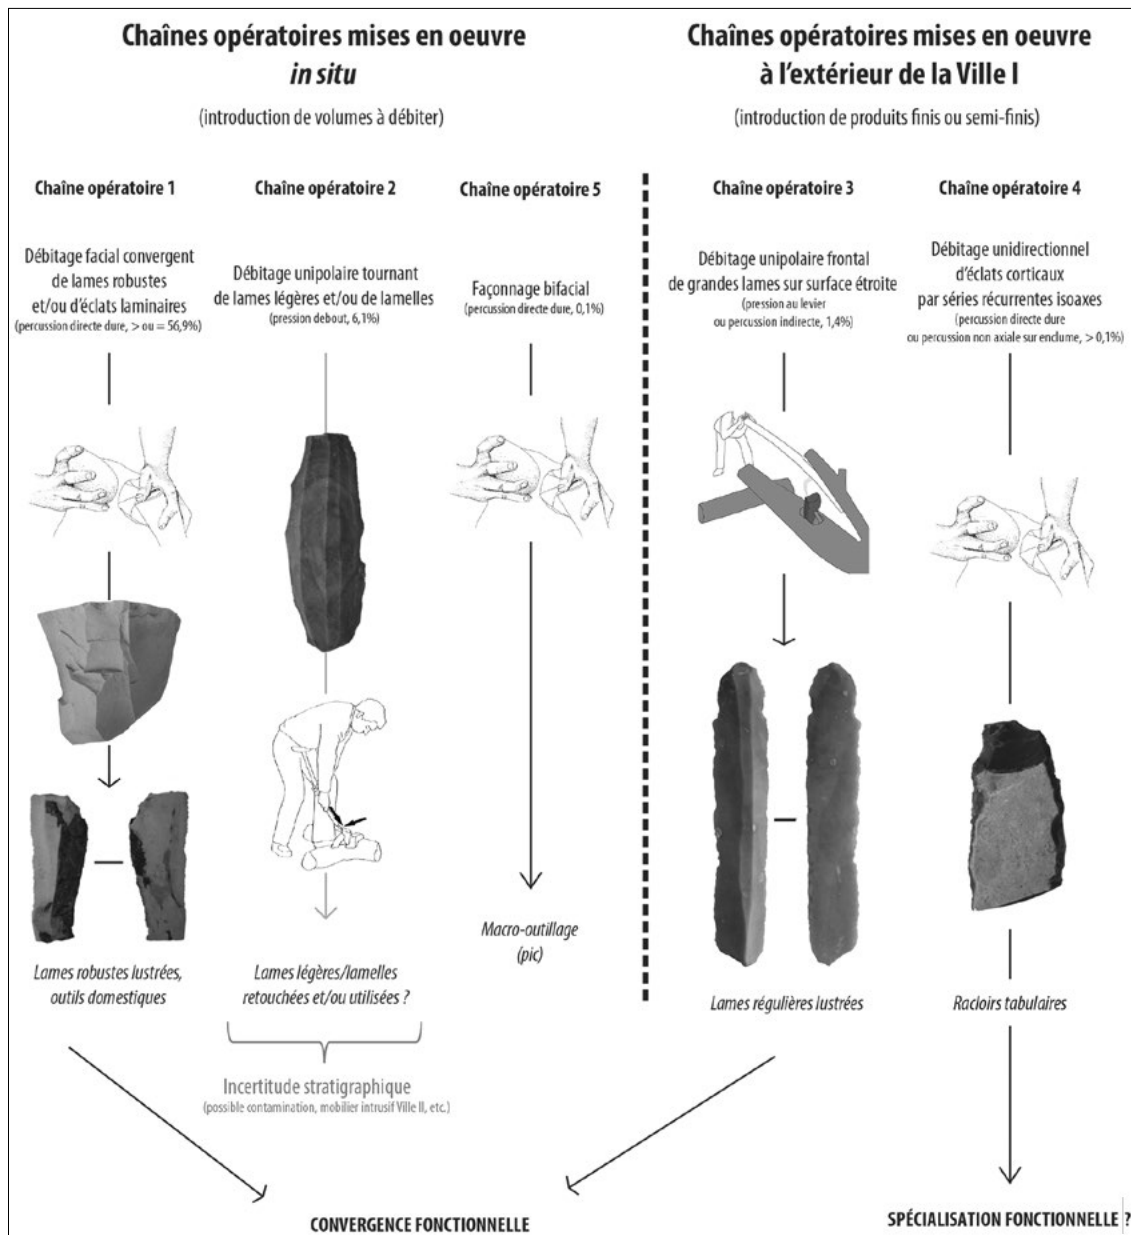 Chaînes opératoires mises en oeuvre
in situ
(introduction de volumes à débiter)
Chaînes opératoires mises en oeuvre
à l'extérieur de la Ville I
(introduction de produits finis ou semi-finis)
Chaîne opératoire 1
Débitage facial convergent
de lames robustes
et/ou d'éclats laminaires
(percussion directe dure, > ou = 56,9%)
Lames robustes lustrées,
outils domestiques
Chaîne opératoire 2
Débitage unipolaire tournant
de lames légères et/ou de lamelles
(pression debout, 6,1%)
Lames légères/lamelles
retouchées et/ou utilisées ?
Incertitude stratigraphique
(possible contamination, mobilier intrusif Ville II, etc.)
Chaîne opératoire 5
Façonnage bifacial
(percussion directe dure, 0,1%)
Macro-outillage
(pic)
Chaîne opératoire 3
Débitage unipolaire frontal
de grandes lames sur surface étroite
(pression au levier
ou percussion indirecte, 1,4%)
Lames régulières lustrées
Chaîne opératoire 4
Débitage unidirectionnel
d'éclats corticaux
par séries récurrentes isoaxes
(percussion directe dure
ou percussion non axiale sur enclume, > 0,1%)
Racloirs tabulaires
CONVERGENCE FONCTIONNELLE
SPÉCIALISATION FONCTIONNELLE ?